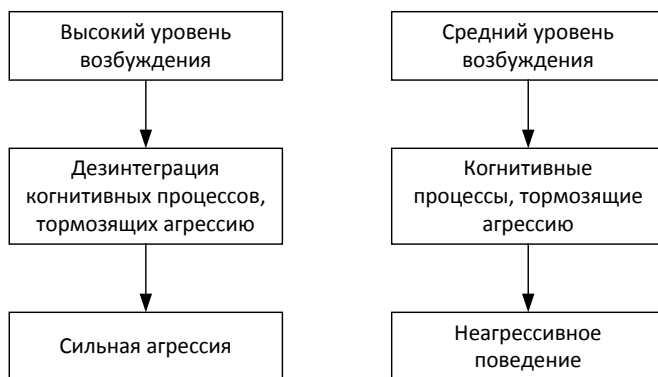 Высокий уровень
возбуждения
Средний уровень
возбуждения
Дезинтеграция
когнитивных процессов,
тормозящих агрессию
Когнитивные
процессы, тормозящие
агрессию
Сильная агрессия
Неагрессивное
поведение